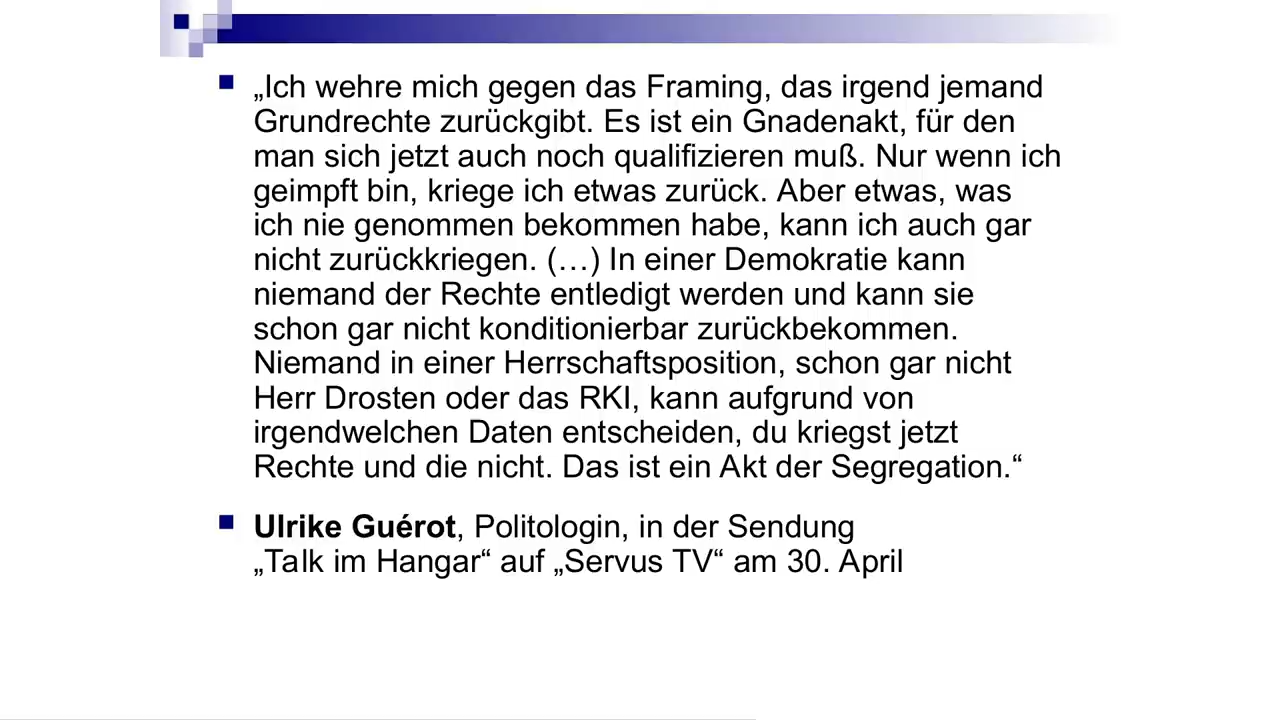 „Ich wehre mich gegen das Framing, das irgend jemand
Grundrechte zurückgibt. Es ist ein Gnadenakt, für den
man sich jetzt auch noch qualifizieren muß. Nur wenn ich
geimpft bin, kriege ich etwas zurück. Aber etwas, was
ich nie genommen bekommen habe, kann ich auch gar
nicht zurückkriegen. (…) In einer Demokratie kann
niemand der Rechte entledigt werden und kann sie
schon gar nicht konditionierbar zurückbekommen.
Niemand in einer Herrschaftsposition, schon gar nicht
Herr Drosten oder das RKI, kann aufgrund von
irgendwelchen Daten entscheiden, du kriegst jetzt
Rechte und die nicht. Das ist ein Akt der Segregation.“
Ulrike Guérot, Politologin, in der Sendung
„Talk im Hangar“ auf „Servus TV“ am 30. April